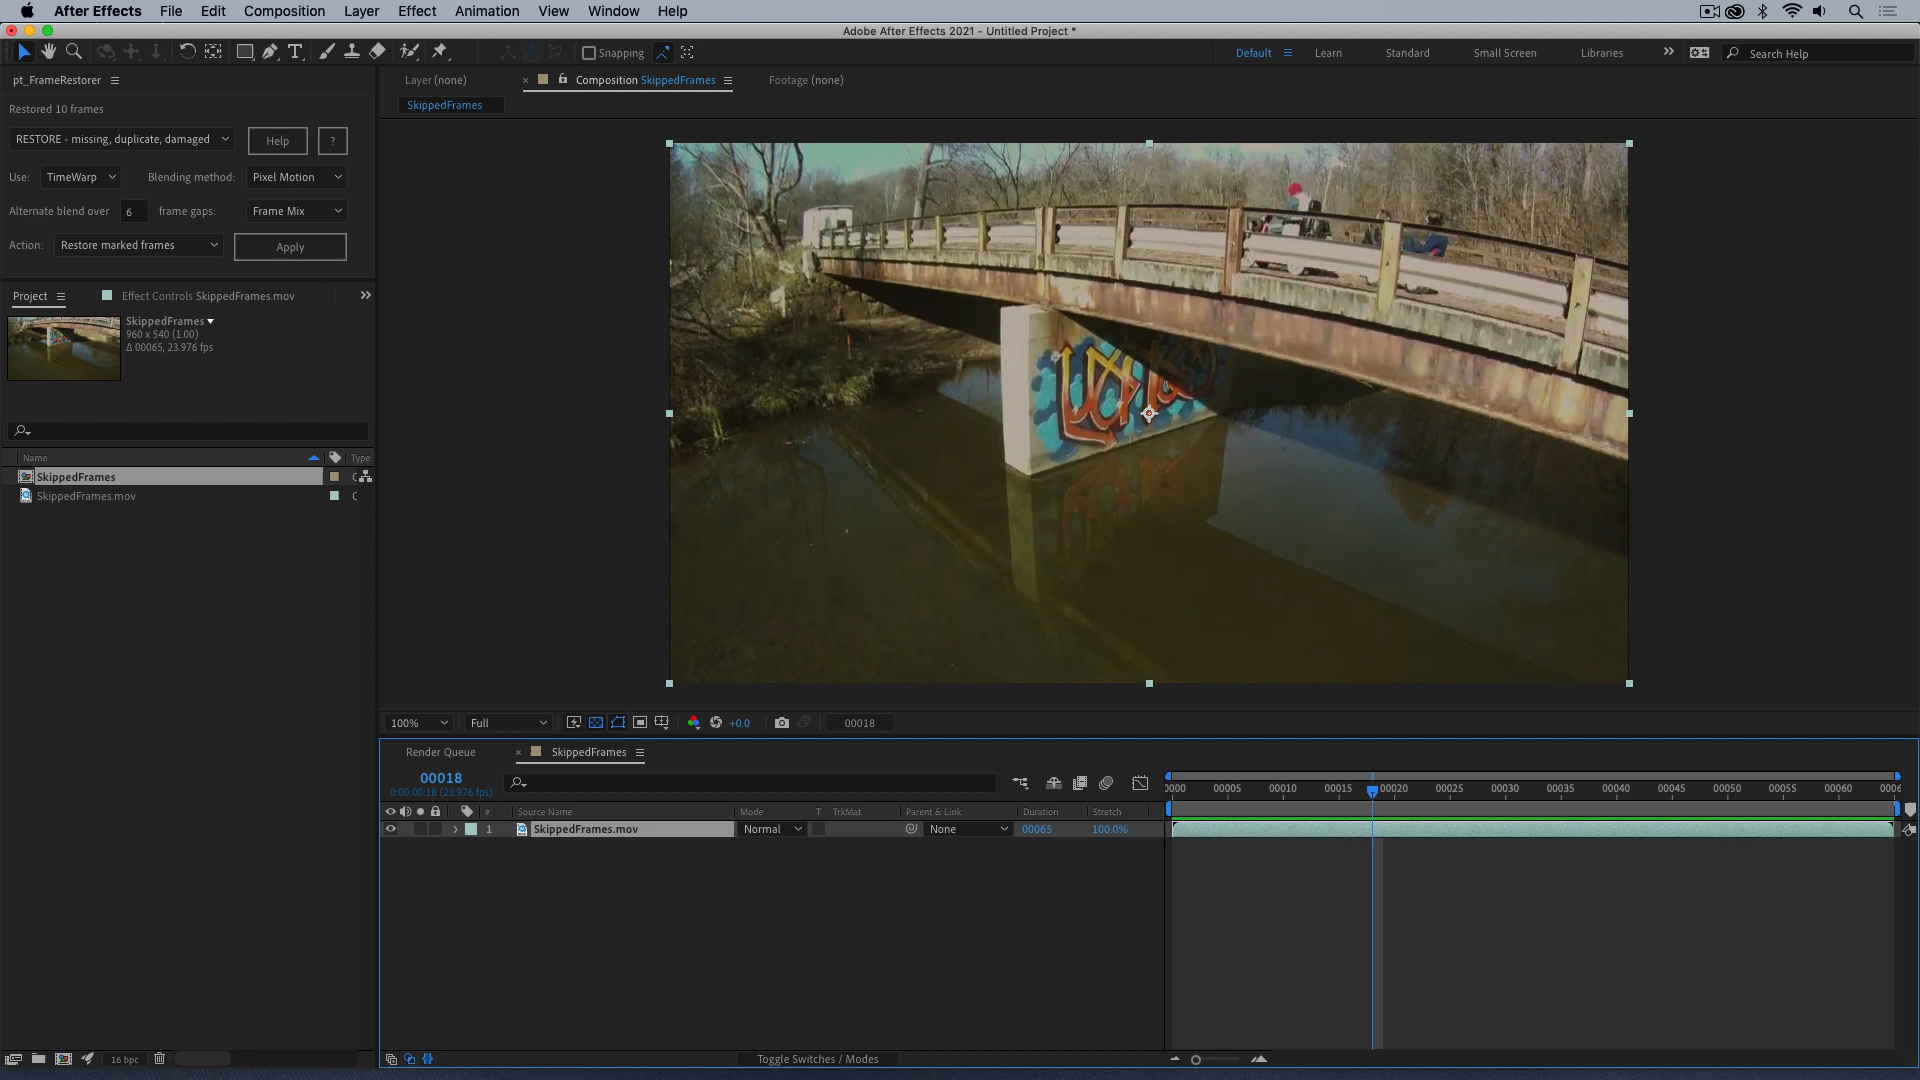 After Effects File Edit Composition Layer Effect Animation View Window Help
Adobe After Effects 2021 - Untitled Project *
Snapping Default Learn Standard Small Screen Libraries Search Help
pt_FrameRestorer
Layer (none) Composition SkippedFrames Footage (none)
SkippedFrames
Restored 10 frames
RESTORE - missing, duplicate, damaged Help ?
Use: TimeWarp Blending method: Pixel Motion
Alternate blend over 6 frame gaps: Frame Mix
Action: Restore marked frames Apply
Project Effect Controls SkippedFrames.mov
SkippedFrames
960 x 540 (1.00)
Δ 00065, 23.976 fps
Name Type
SkippedFrames C
SkippedFrames.mov C
100% Full +0.0 00018
Render Queue SkippedFrames
00018
0:00:00:18 (23.976 fps)
0000 00005 00010 00015 00020 00025 00030 00035 00040 00045 00050 00055 00060 0006
# Source Name Mode T TrkMat Parent & Link Duration Stretch
1 SkippedFrames.mov Normal None 00065 100.0%
16 bpc Toggle Switches / Modes